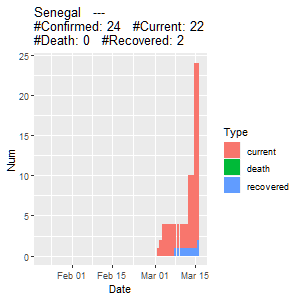 Senegal   ---
#Confirmed: 24   #Current: 22
#Death: 0   #Recovered: 2
25
20
15
10
5
0
Num
Feb 01 Feb 15 Mar 01 Mar 15
Date
Type
current
death
recovered